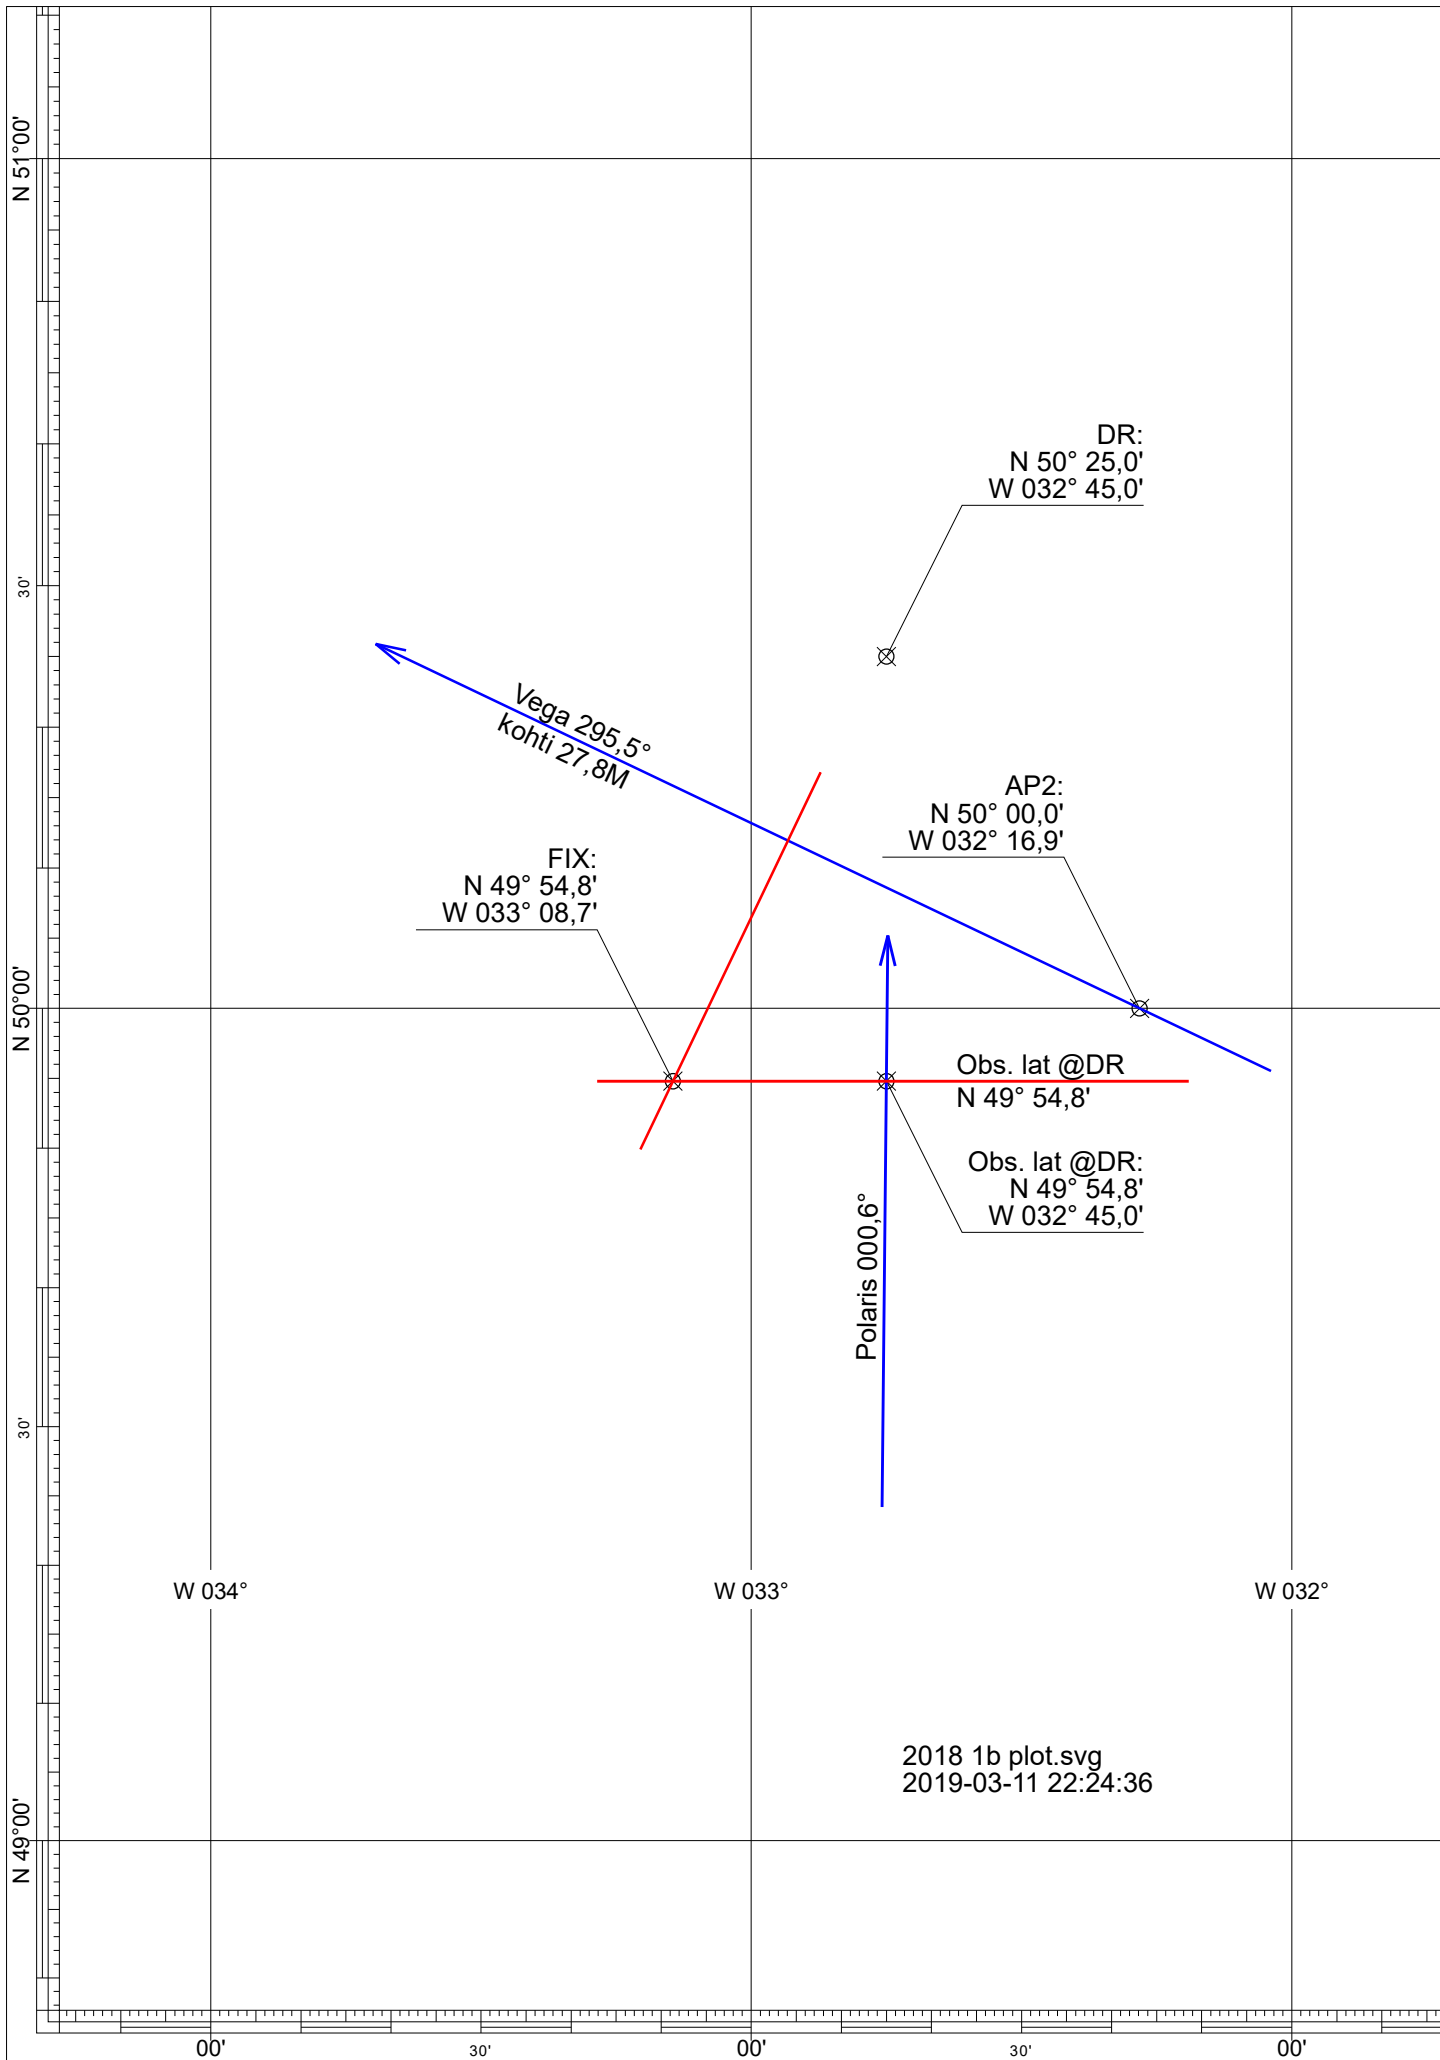 N 51°00'
DR:
N 50° 25,0'
W 032° 45,0'
30'
Vega 295,5°
kohti 27,8M
AP2:
N 50° 00,0'
W 032° 16,9'
FIX:
N 49° 54,8'
W 033° 08,7'
N 50°00'
Obs. lat @DR
N 49° 54,8'
Obs. lat @DR:
N 49° 54,8'
W 032° 45,0'
Polaris 000,6°
30'
W 034°
W 033°
W 032°
2018 1b plot.svg
2019-03-11 22:24:36
N 49°00'
00'
30'
00'
30'
00'